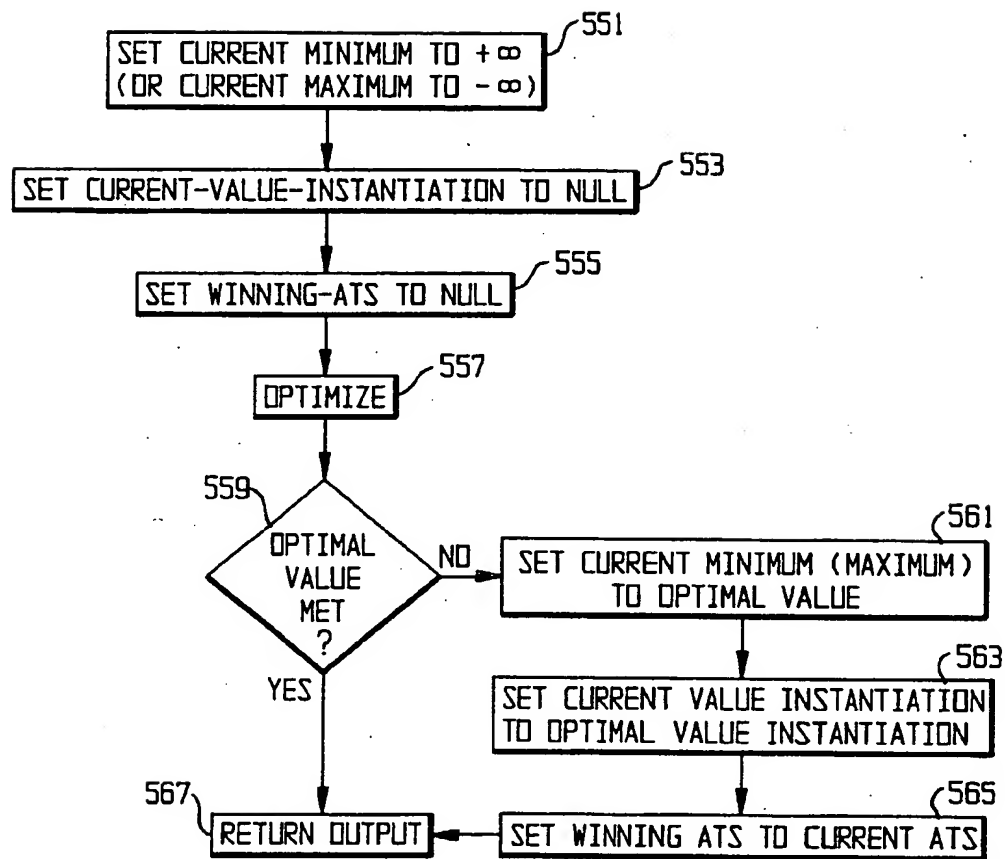 551
SET CURRENT MINIMUM TO +∞
(OR CURRENT MAXIMUM TO -∞)
553
SET CURRENT-VALUE-INSTANTIATION TO NULL
555
SET WINNING-ATS TO NULL
557
OPTIMIZE
559
OPTIMAL
VALUE
MET
?
NO
YES
561
SET CURRENT MINIMUM (MAXIMUM)
TO OPTIMAL VALUE
563
SET CURRENT VALUE INSTANTIATION
TO OPTIMAL VALUE INSTANTIATION
565
SET WINNING ATS TO CURRENT ATS
567
RETURN OUTPUT